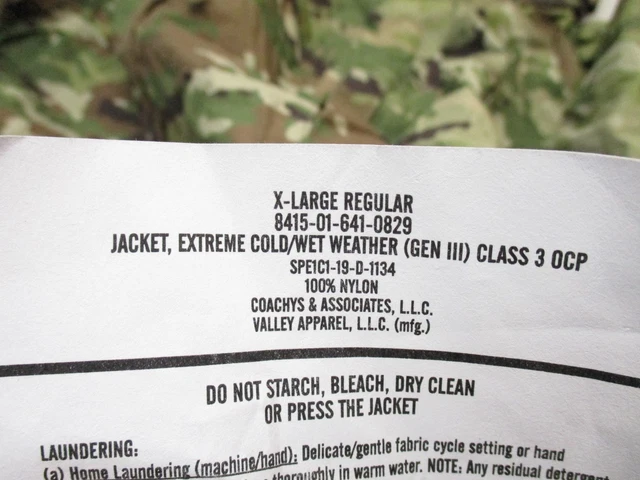 X-LARGE REGULAR
8415-01-641-0829
JACKET, EXTREME COLD/WET WEATHER (GEN III) CLASS 3 OCP
SPE1C1-19-D-1134
100% NYLON
COACHYS & ASSOCIATES, L.L.C.
VALLEY APPAREL, L.L.C. (mfg.)
DO NOT STARCH, BLEACH, DRY CLEAN
OR PRESS THE JACKET
LAUNDERING:
(a) Home Laundering (machine/hand): Delicate/gentle fabric cycle setting or hand
thoroughly in warm water. NOTE: Any residual detergent